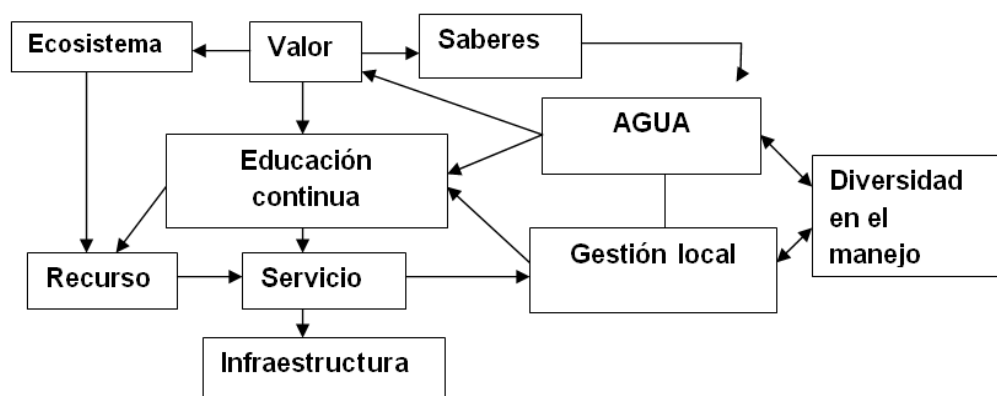 Ecosistema
Valor
Saberes
AGUA
Educación
continua
Diversidad
en el
manejo
Recurso
Servicio
Gestión local
Infraestructura